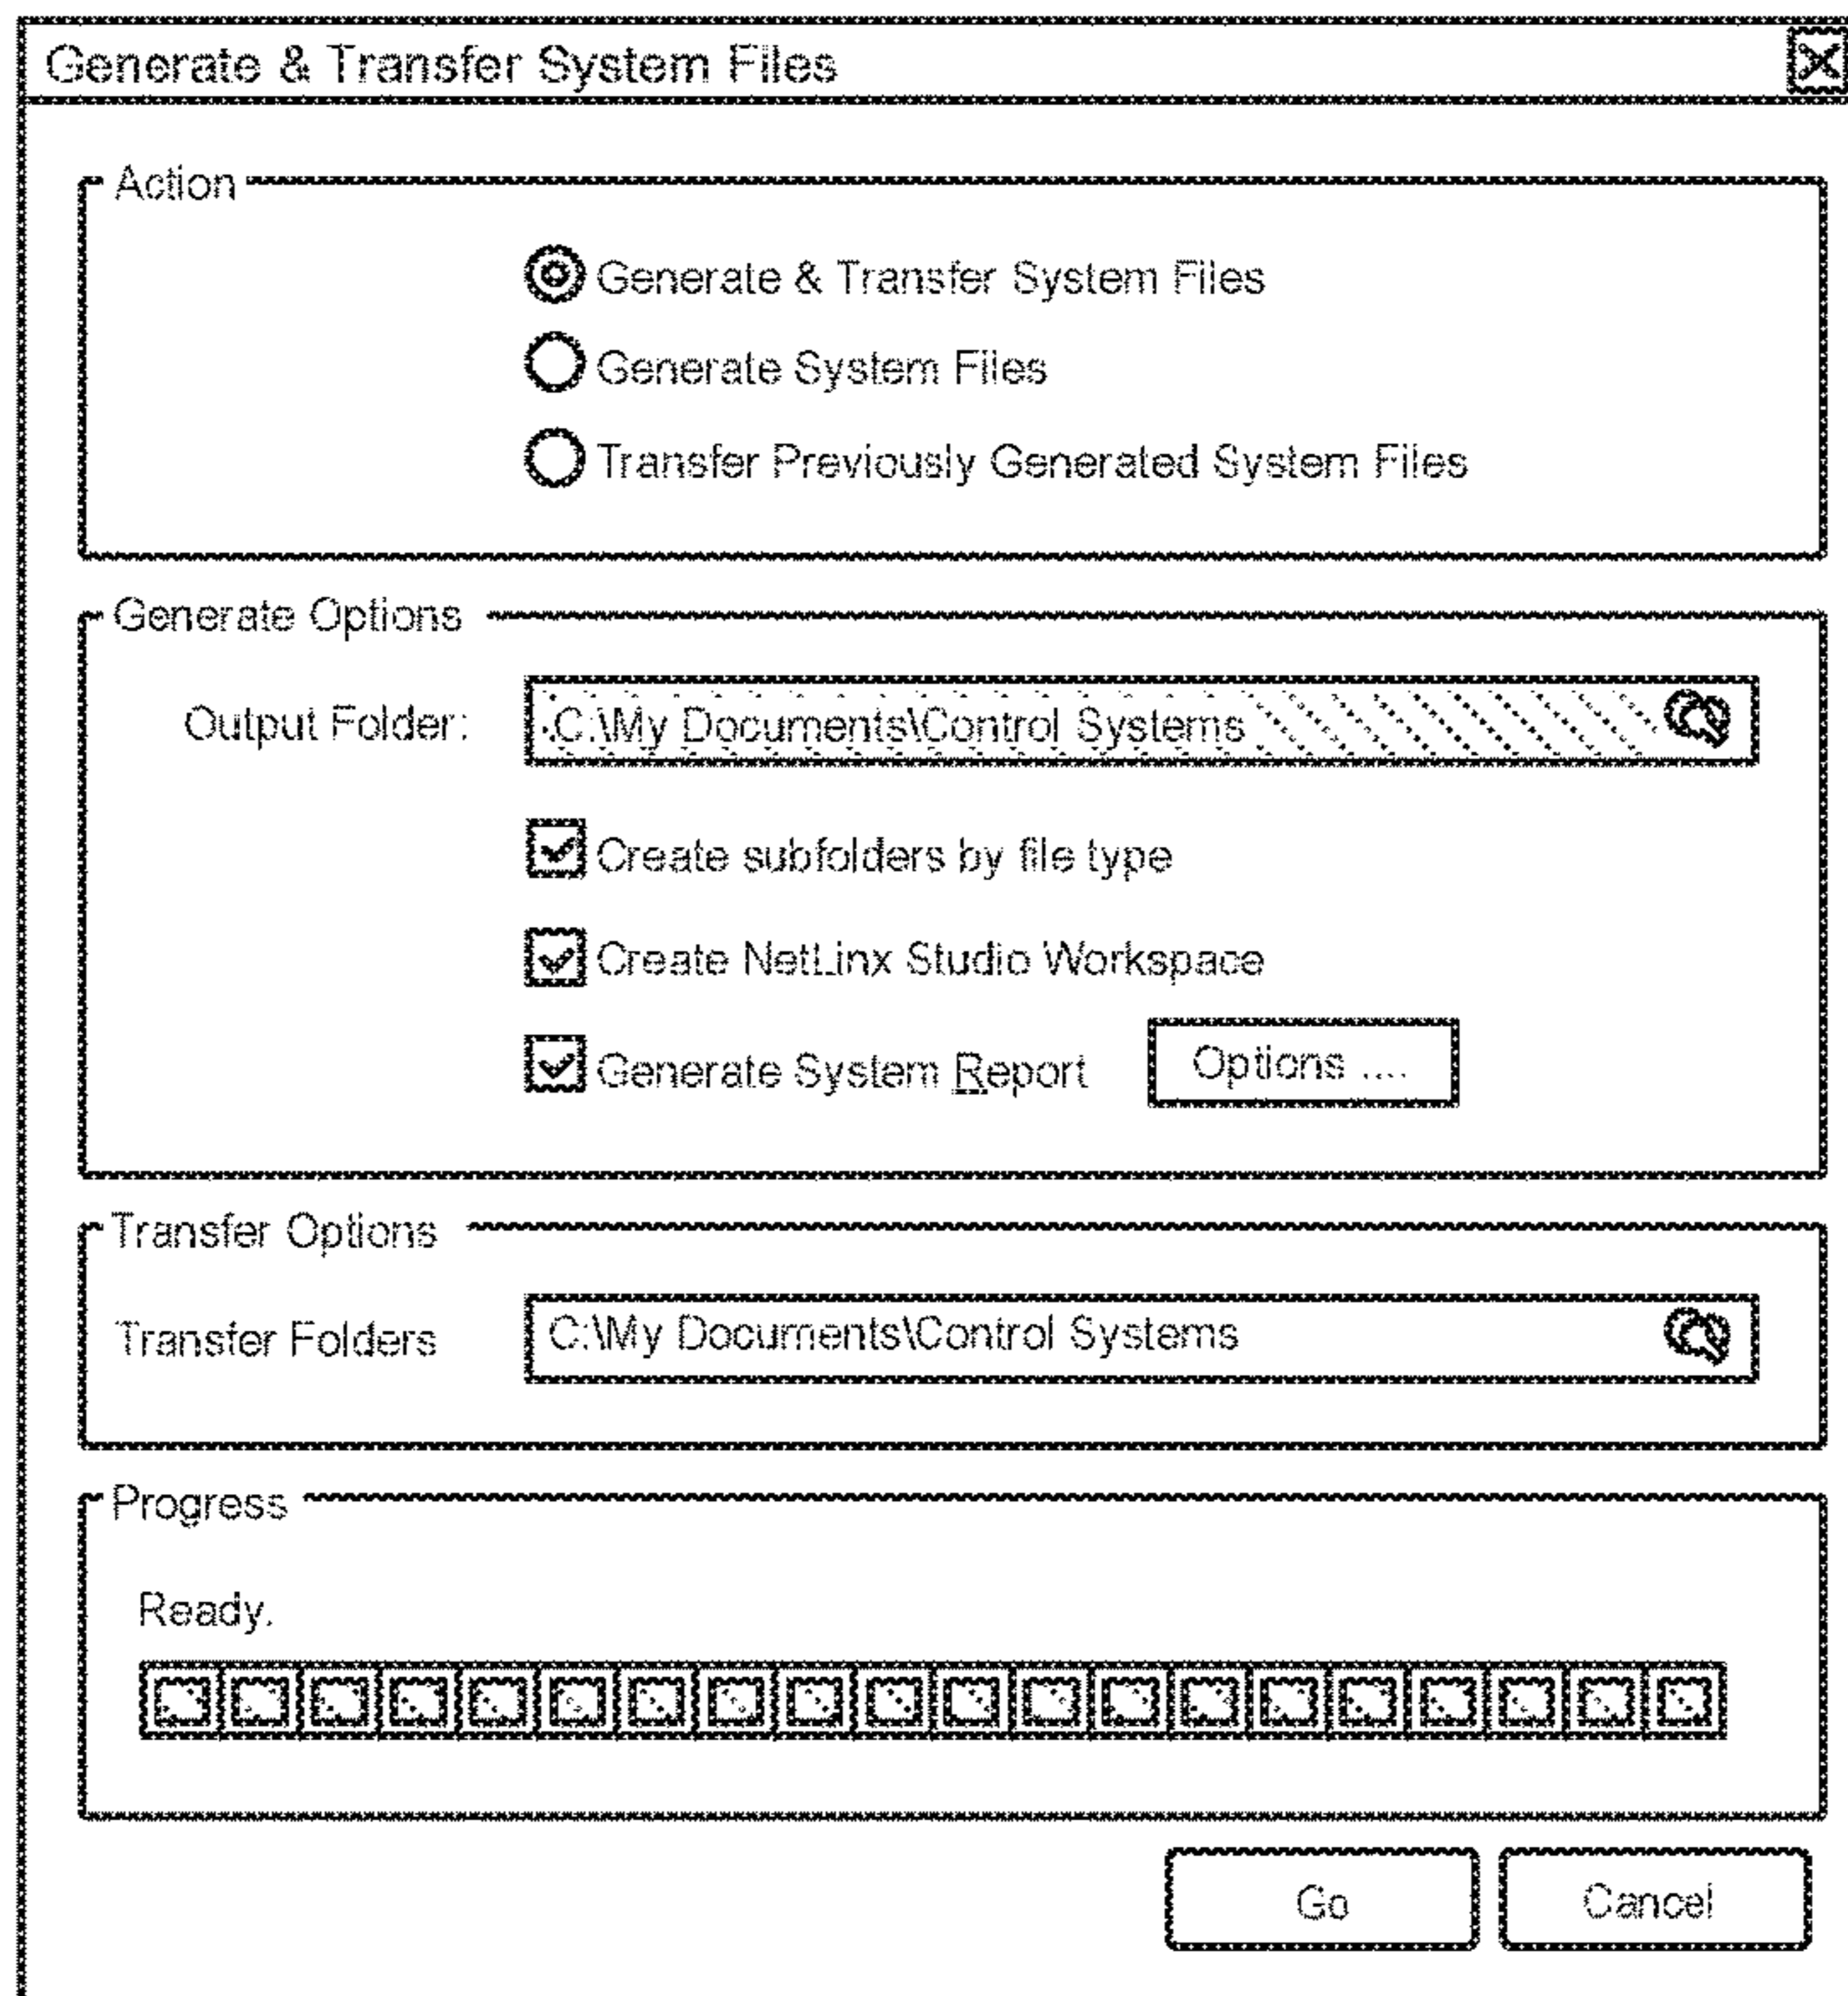 Generate & Transfer System Files
Action
Generate & Transfer System Files
Generate System Files
Transfer Previously Generated System Files
Generate Options
Output Folder: C:\My Documents\Control Systems
Create subfolders by file type
Create NetLinx Studio Workspace
Generate System Report Options ....
Transfer Options
Transfer Folders C:\My Documents\Control Systems
Progress
Ready.
Go Cancel